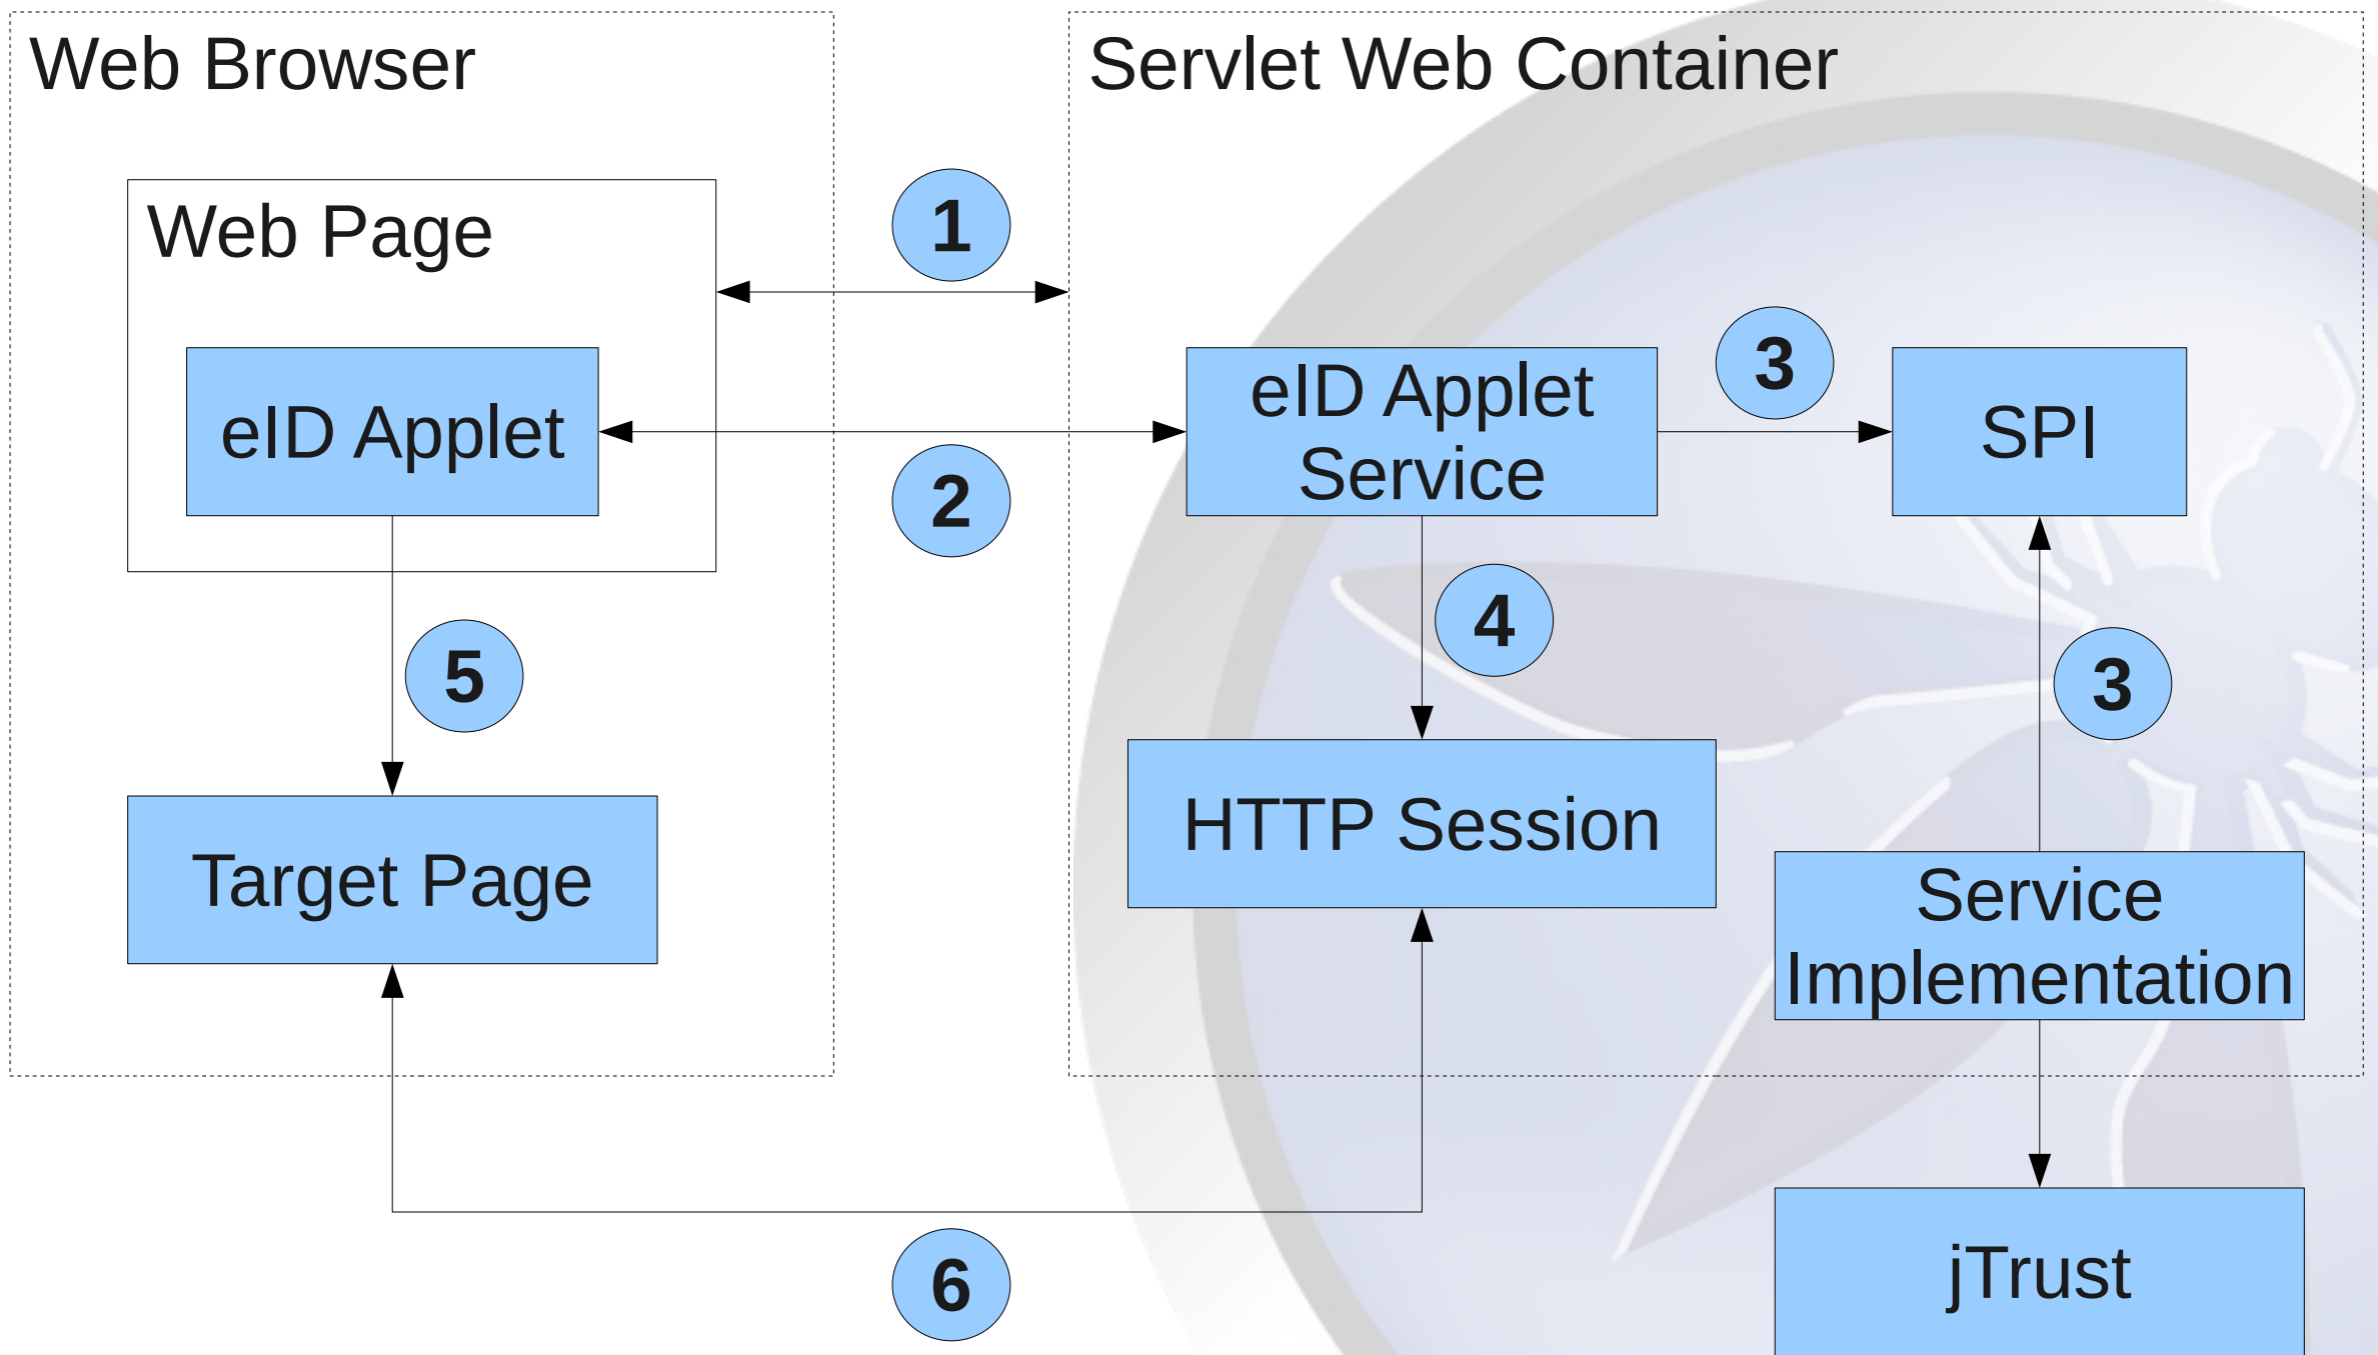 Web Browser
Web Page
eID Applet
5
Target Page
1
2
6
Servlet Web Container
eID Applet
Service
3
SPI
4
HTTP Session
3
Service
Implementation
jTrust